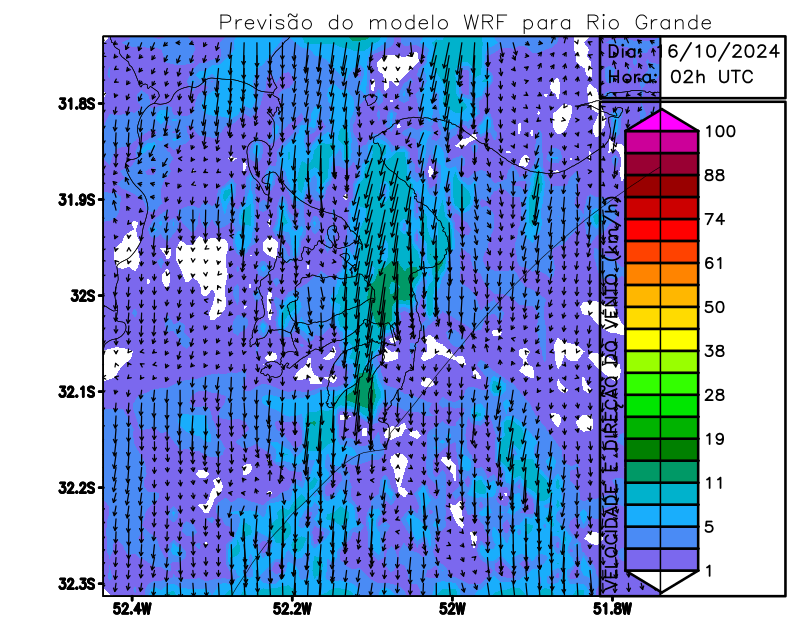 Previsão do modelo WRF para Rio Grande
Dia: 16/10/2024
Hora: 02h UTC
31.8S
31.9S
32S
32.1S
32.2S
32.3S
52.4W
52.2W
52W
51.8W
VELOCIDADE E DIREÇÃO DO VENTO (km/h)
100
88
74
61
50
38
28
19
11
5
1